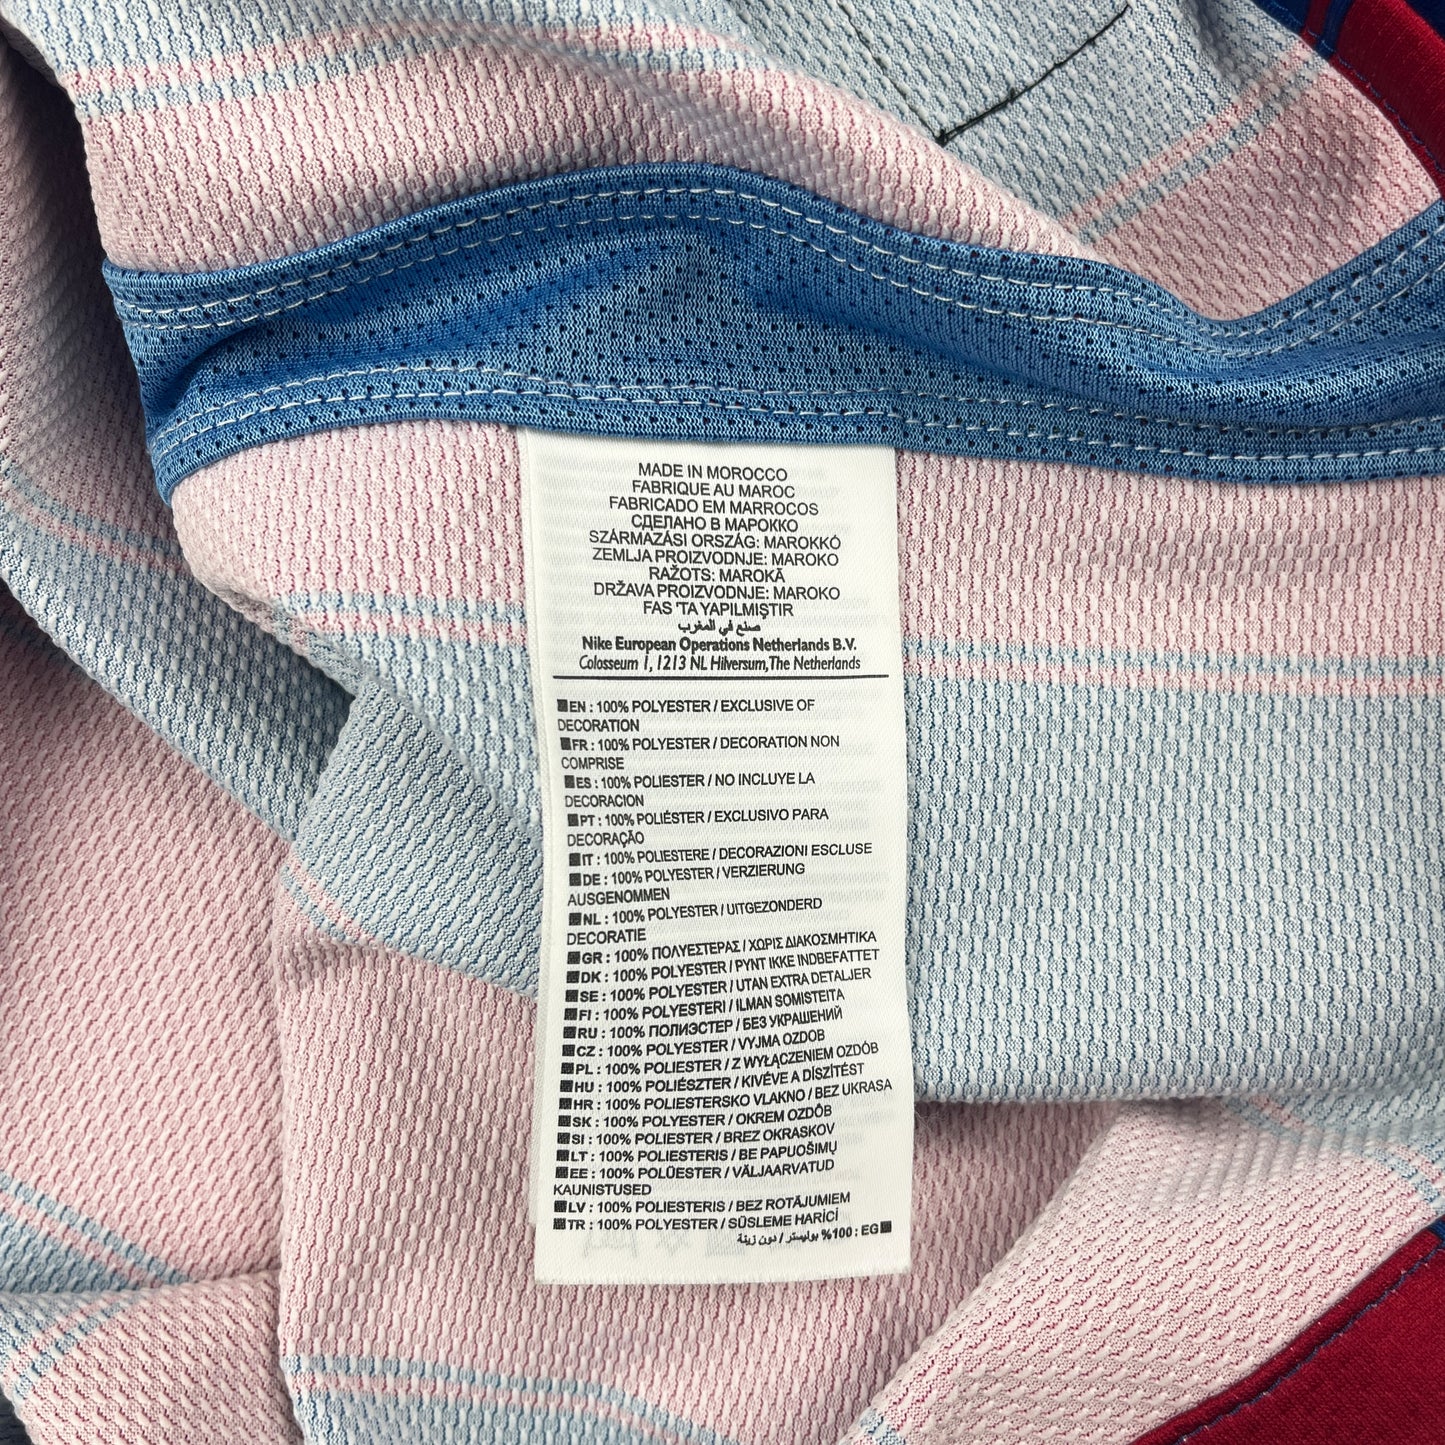 MADE IN MOROCCO
FABRIQUE AU MAROC
FABRICADO EM MARROCOS
СДЕЛАНО В МАРОККО
SZÁRMAZÁSI ORSZÁG: MAROKKÓ
ZEMLJA PROIZVODNJE: MAROKO
RAŽOTS: MAROKĀ
DRŽAVA PROIZVODNJE: MAROKO
FAS 'TA YAPILMIŞTIR
صنع في المغرب
Nike European Operations Netherlands B.V.
Colosseum 1, 1213 NL Hilversum, The Netherlands
EN : 100% POLYESTER / EXCLUSIVE OF
DECORATION
FR : 100% POLYESTER / DECORATION NON
COMPRISE
ES : 100% POLIESTER / NO INCLUYE LA
DECORACION
PT : 100% POLIÉSTER / EXCLUSIVO PARA
DECORAÇÃO
IT : 100% POLIESTERE / DECORAZIONI ESCLUSE
DE : 100% POLYESTER / VERZIERUNG
AUSGENOMMEN
NL : 100% POLYESTER / UITGEZONDERD
DECORATIE
GR : 100% ΠΟΛΥΕΣΤΕΡΑΣ / ΧΩΡΙΣ ΔΙΑΚΟΣΜΗΤΙΚΑ
DK : 100% POLYESTER / PYNT IKKE INDBEFATTET
SE : 100% POLYESTER / UTAN EXTRA DETALJER
FI : 100% POLYESTERI / ILMAN SOMISTEITA
RU : 100% ПОЛИЭСТЕР / БЕЗ УКРАШЕНИЙ
CZ : 100% POLYESTER / VYJMA OZDOB
PL : 100% POLIESTER / Z WYŁĄCZENIEM OZDÓB
HU : 100% POLIÉSZTER / KIVÉVE A DÍSZÍTÉST
HR : 100% POLIESTERSKO VLAKNO / BEZ UKRASA
SK : 100% POLYESTER / OKREM OZDÔB
SI : 100% POLIESTER / BREZ OKRASKOV
LT : 100% POLIESTERIS / BE PAPUOŠIMŲ
EE : 100% POLÜESTER / VÄLJAARVATUD
KAUNISTUSED
LV : 100% POLIESTERIS / BEZ ROTĀJUMIEM
TR : 100% POLYESTER / SÜSLEME HARİCİ
EG : 100% بوليستر / دون زينة